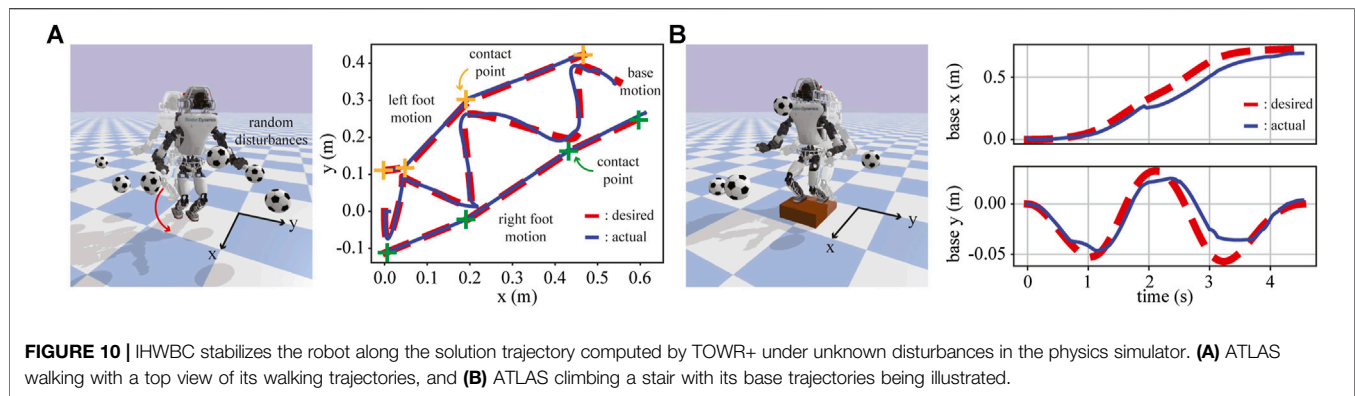 A
random
disturbances
y
x
0.4
0.3
0.2
0.1
0.0
-0.1
y (m)
contact
point
left foot
motion
base
motion
contact
point
right foot
motion
: desired
: actual
0.0 0.1 0.2 0.3 0.4 0.5 0.6
x (m)
B
y
x
base x (m)
0.5
0.0
: desired
: actual
base y (m)
0.00
-0.05
0 1 2 3 4
time (s)
FIGURE 10 | IHWBC stabilizes the robot along the solution trajectory computed by TOWR+ under unknown disturbances in the physics simulator. (A) ATLAS
walking with a top view of its walking trajectories, and (B) ATLAS climbing a stair with its base trajectories being illustrated.